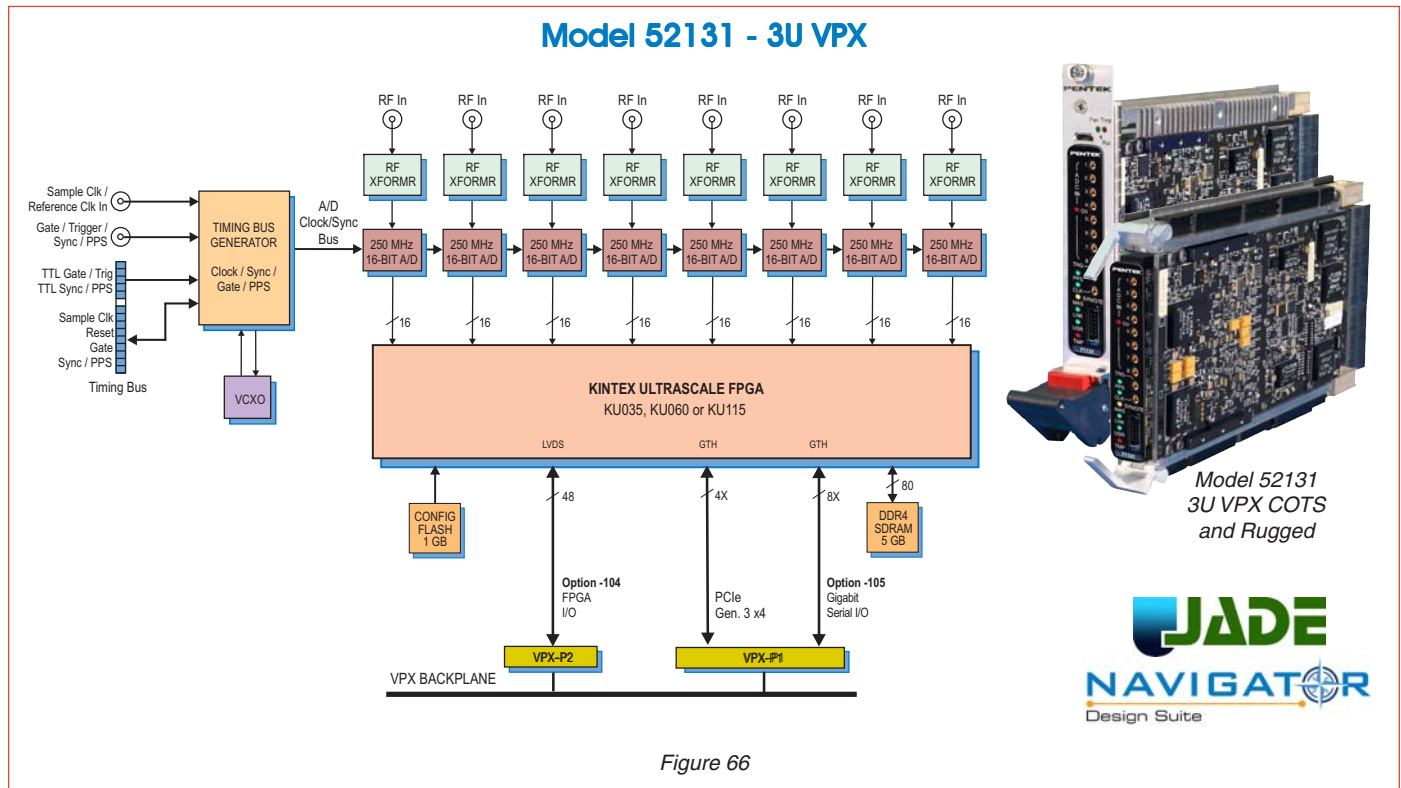 Model 52131 - 3U VPX
RF In
RF In
RF In
RF In
RF In
RF In
RF In
RF In
RF
XFORMR
RF
XFORMR
RF
XFORMR
RF
XFORMR
RF
XFORMR
RF
XFORMR
RF
XFORMR
RF
XFORMR
Sample Clk /
Reference Clk In
Gate / Trigger /
Sync / PPS
TTL Gate / Trig
TTL Sync / PPS
Sample Clk
Reset
Gate
Sync / PPS
Timing Bus
TIMING BUS
GENERATOR
Clock / Sync /
Gate / PPS
VCXO
A/D
Clock/Sync
Bus
250 MHz
16-BIT A/D
250 MHz
16-BIT A/D
250 MHz
16-BIT A/D
250 MHz
16-BIT A/D
250 MHz
16-BIT A/D
250 MHz
16-BIT A/D
250 MHz
16-BIT A/D
250 MHz
16-BIT A/D
16
16
16
16
16
16
16
16
KINTEX ULTRASCALE FPGA
KU035, KU060 or KU115
LVDS
GTH
GTH
48
4X
8X
80
CONFIG
FLASH
1 GB
DDR4
SDRAM
5 GB
Option -104
FPGA
I/O
PCIe
Gen. 3 x4
Option -105
Gigabit
Serial I/O
VPX-P2
VPX-P1
VPX BACKPLANE
PENTEK
PENTEK
PENTEK
71131
Model 52131
3U VPX COTS
and Rugged
JADE
NAVIGATOR
Design Suite
Figure 66